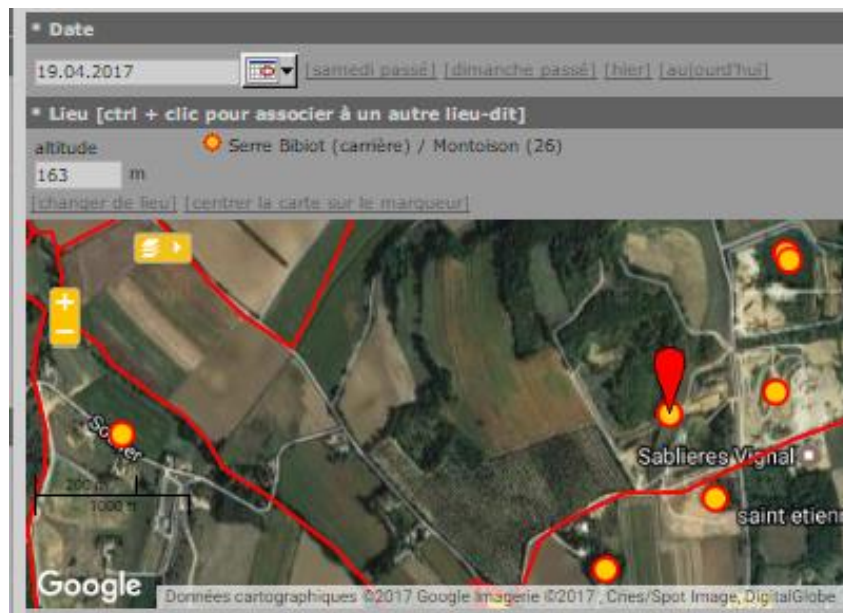 * Date
19.04.2017 [samedi passé] [dimanche passé] [hier] [aujourd'hui]
* Lieu [ctrl + clic pour associer à un autre lieu-dit]
altitude Serre Bibiot (carrière) / Montoison (26)
163 m
[changer de lieu] [centrer la carte sur le marqueur]
+
−
Sablieres Vignal
saint etienn
200 m
1000 ft
Google Données cartographiques ©2017 Google Imagerie ©2017 , Cnes/Spot Image, DigitalGlobe